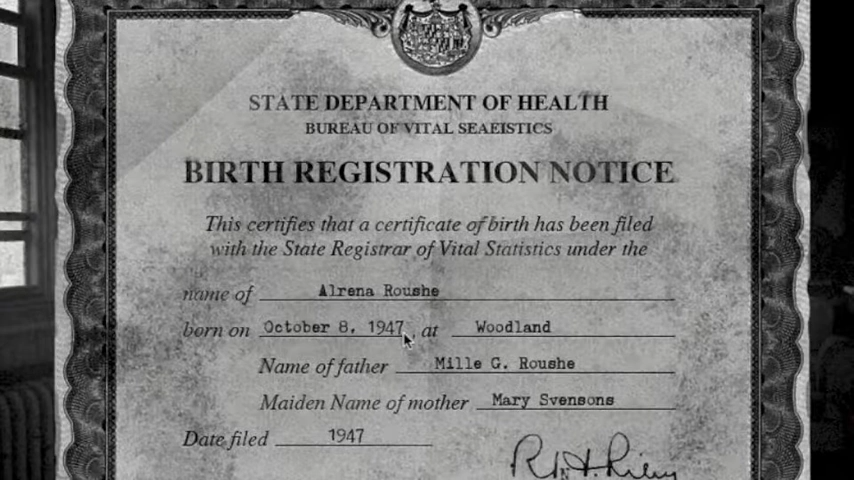 STATE DEPARTMENT OF HEALTH
BUREAU OF VITAL SEAEISTICS
BIRTH REGISTRATION NOTICE
This certifies that a certificate of birth has been filed
with the State Registrar of Vital Statistics under the
name of Alrena Roushe
born on October 8, 1947, at Woodland
Name of father Mille G. Roushe
Maiden Name of mother Mary Svensons
Date filed 1947